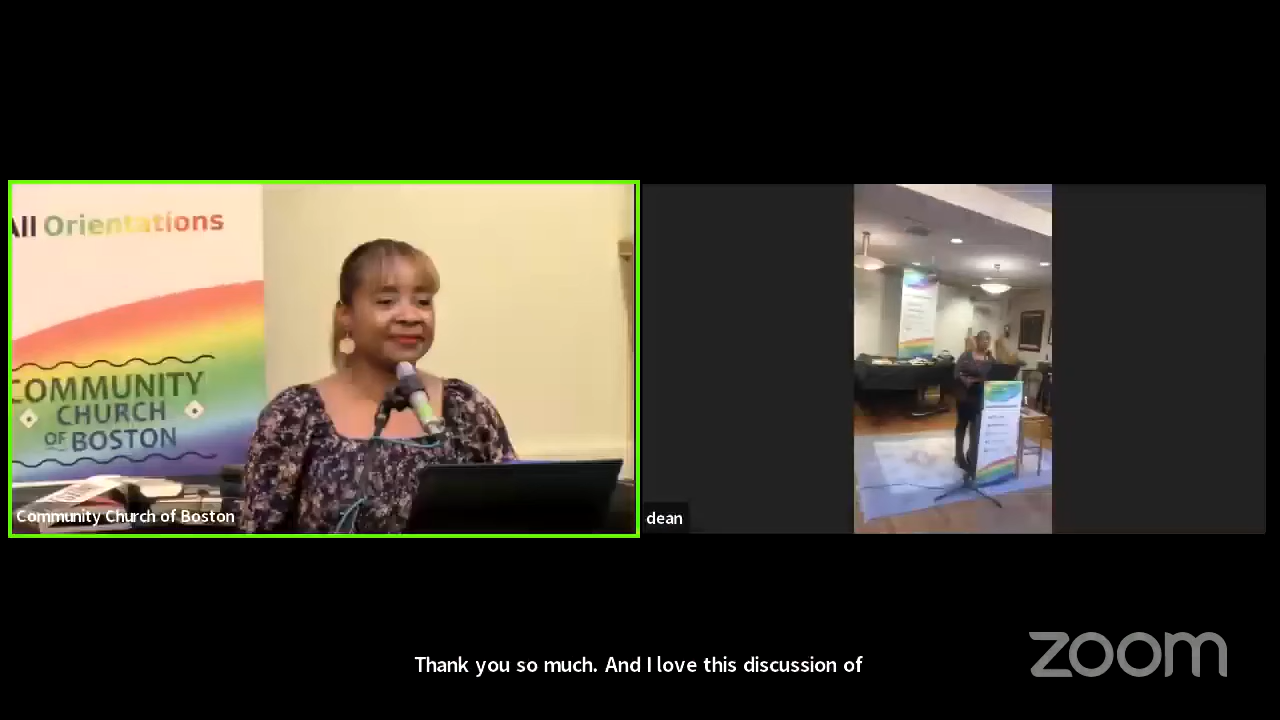 All Orientations
COMMUNITY
CHURCH
OF BOSTON
Community Church of Boston
dean
Thank you so much. And I love this discussion of
zoom